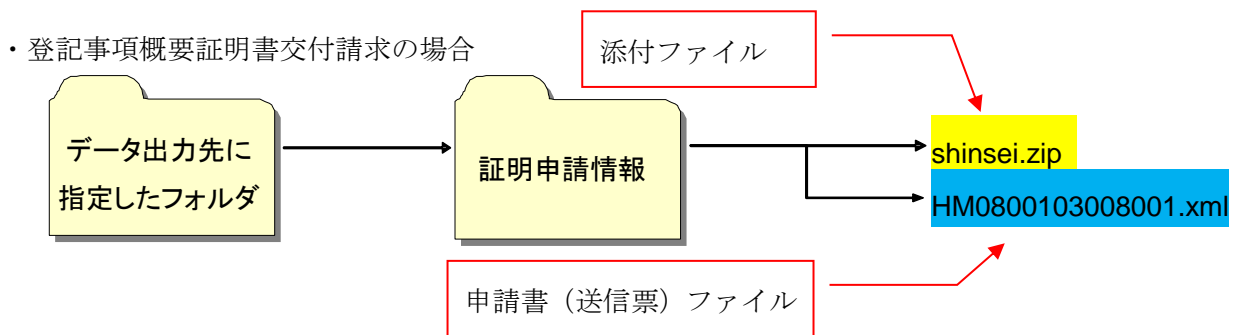 ・登記事項概要証明書交付請求の場合
添付ファイル
データ出力先に
指定したフォルダ
証明申請情報
shinsei.zip
HM0800103008001.xml
申請書（送信票）ファイル